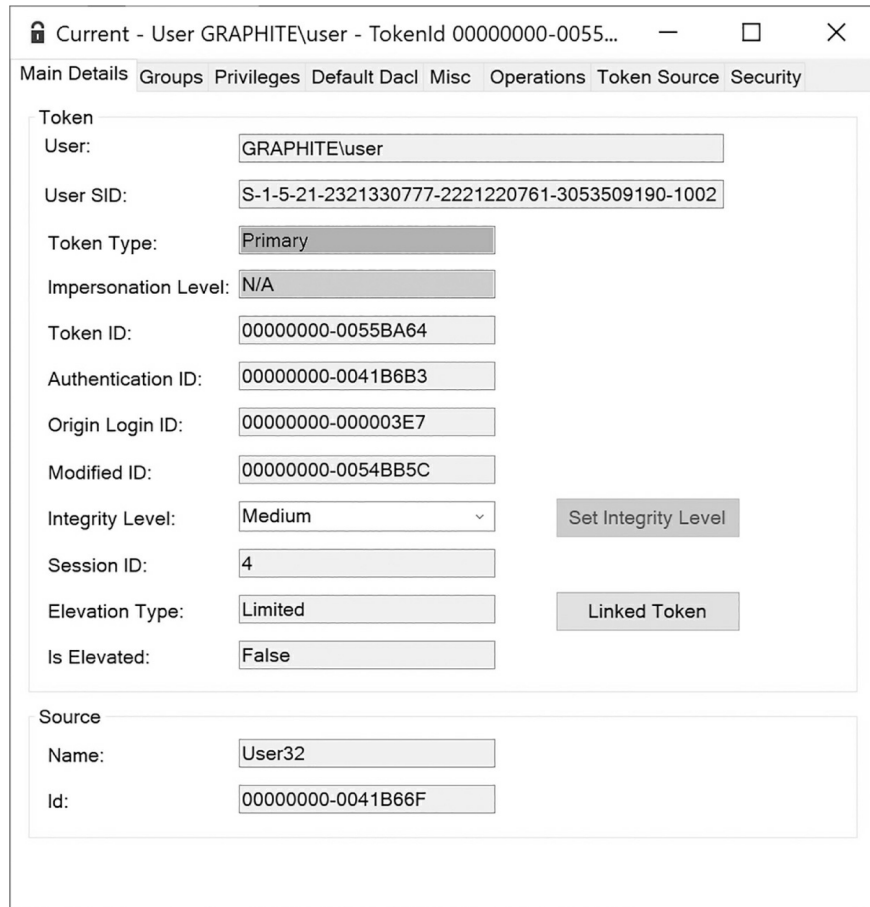 Current - User GRAPHITE\user - TokenId 00000000-0055...
Main Details Groups Privileges Default Dacl Misc Operations Token Source Security
Token
User: GRAPHITE\user
User SID: S-1-5-21-2321330777-2221220761-3053509190-1002
Token Type: Primary
Impersonation Level: N/A
Token ID: 00000000-0055BA64
Authentication ID: 00000000-0041B6B3
Origin Login ID: 00000000-000003E7
Modified ID: 00000000-0054BB5C
Integrity Level: Medium Set Integrity Level
Session ID: 4
Elevation Type: Limited Linked Token
Is Elevated: False
Source
Name: User32
Id: 00000000-0041B66F